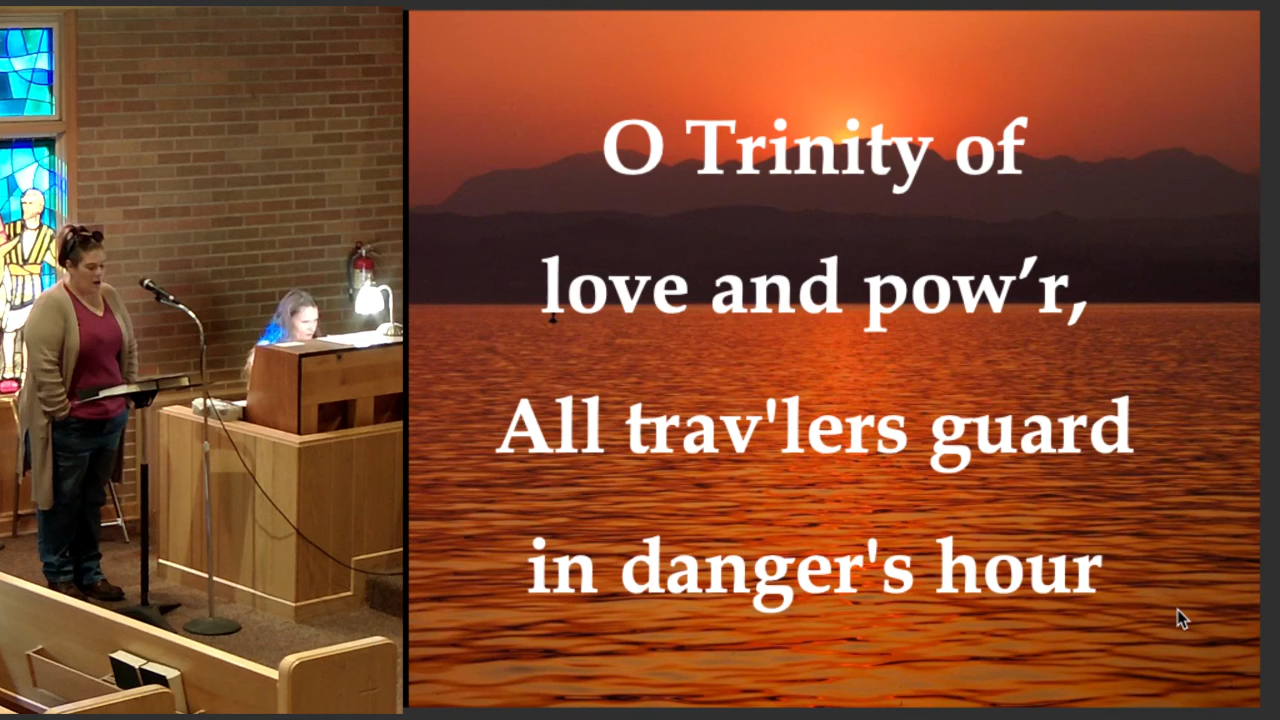 O Trinity of
love and pow’r,
All trav'lers guard
in danger's hour